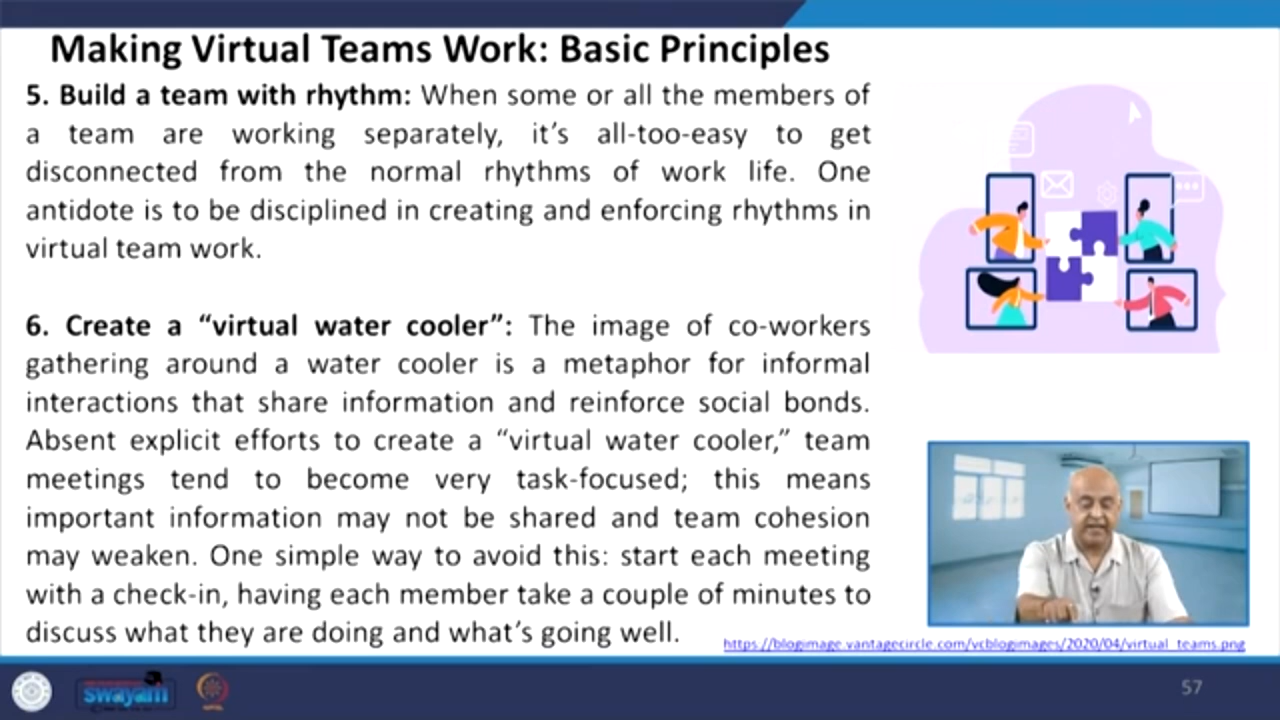 Making Virtual Teams Work: Basic Principles
5. Build a team with rhythm: When some or all the members of
a team are working separately, it's all-too-easy to get
disconnected from the normal rhythms of work life. One
antidote is to be disciplined in creating and enforcing rhythms in
virtual team work.
6. Create a “virtual water cooler”: The image of co-workers
gathering around a water cooler is a metaphor for informal
interactions that share information and reinforce social bonds.
Absent explicit efforts to create a “virtual water cooler,” team
meetings tend to become very task-focused; this means
important information may not be shared and team cohesion
may weaken. One simple way to avoid this: start each meeting
with a check-in, having each member take a couple of minutes to
discuss what they are doing and what's going well.
https://blogimage.vantagecircle.com/vcblogimages/2020/04/virtual_teams.png
swayam
57